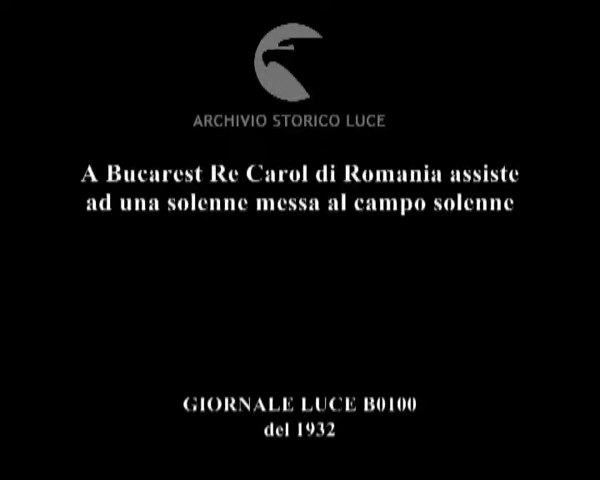 ARCHIVIO STORICO LUCE
A Bucarest Re Carol di Romania assiste
ad una solenne messa al campo solenne
GIORNALE LUCE B0100
del 1932